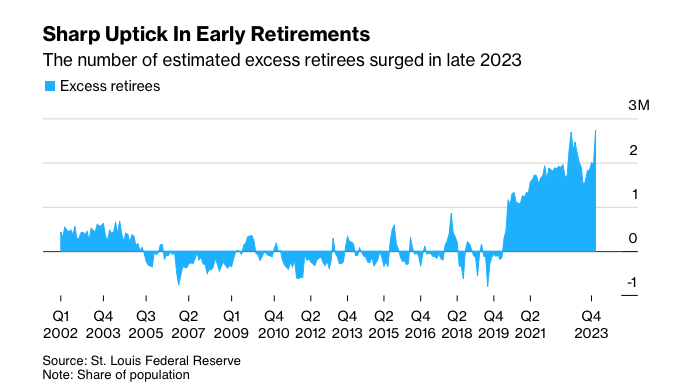 Sharp Uptick In Early Retirements
The number of estimated excess retirees surged in late 2023
Excess retirees
3M
2
1
0
-1
Q1 Q4 Q3 Q2 Q1 Q4 Q2 Q4 Q2 Q4 Q2 Q4 Q2 Q4
2002 2003 2005 2007 2009 2010 2012 2013 2015 2016 2018 2019 2021 2023
Source: St. Louis Federal Reserve
Note: Share of population